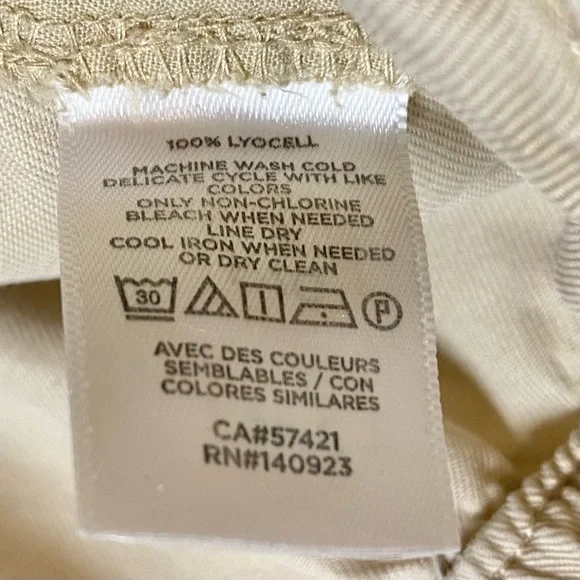 100% LYOCELL
MACHINE WASH COLD
DELICATE CYCLE WITH LIKE
COLORS
ONLY NON-CHLORINE
BLEACH WHEN NEEDED
LINE DRY
COOL IRON WHEN NEEDED
OR DRY CLEAN
30 P
AVEC DES COULEURS
SEMBLABLES / CON
COLORES SIMILARES
CA#57421
RN#140923